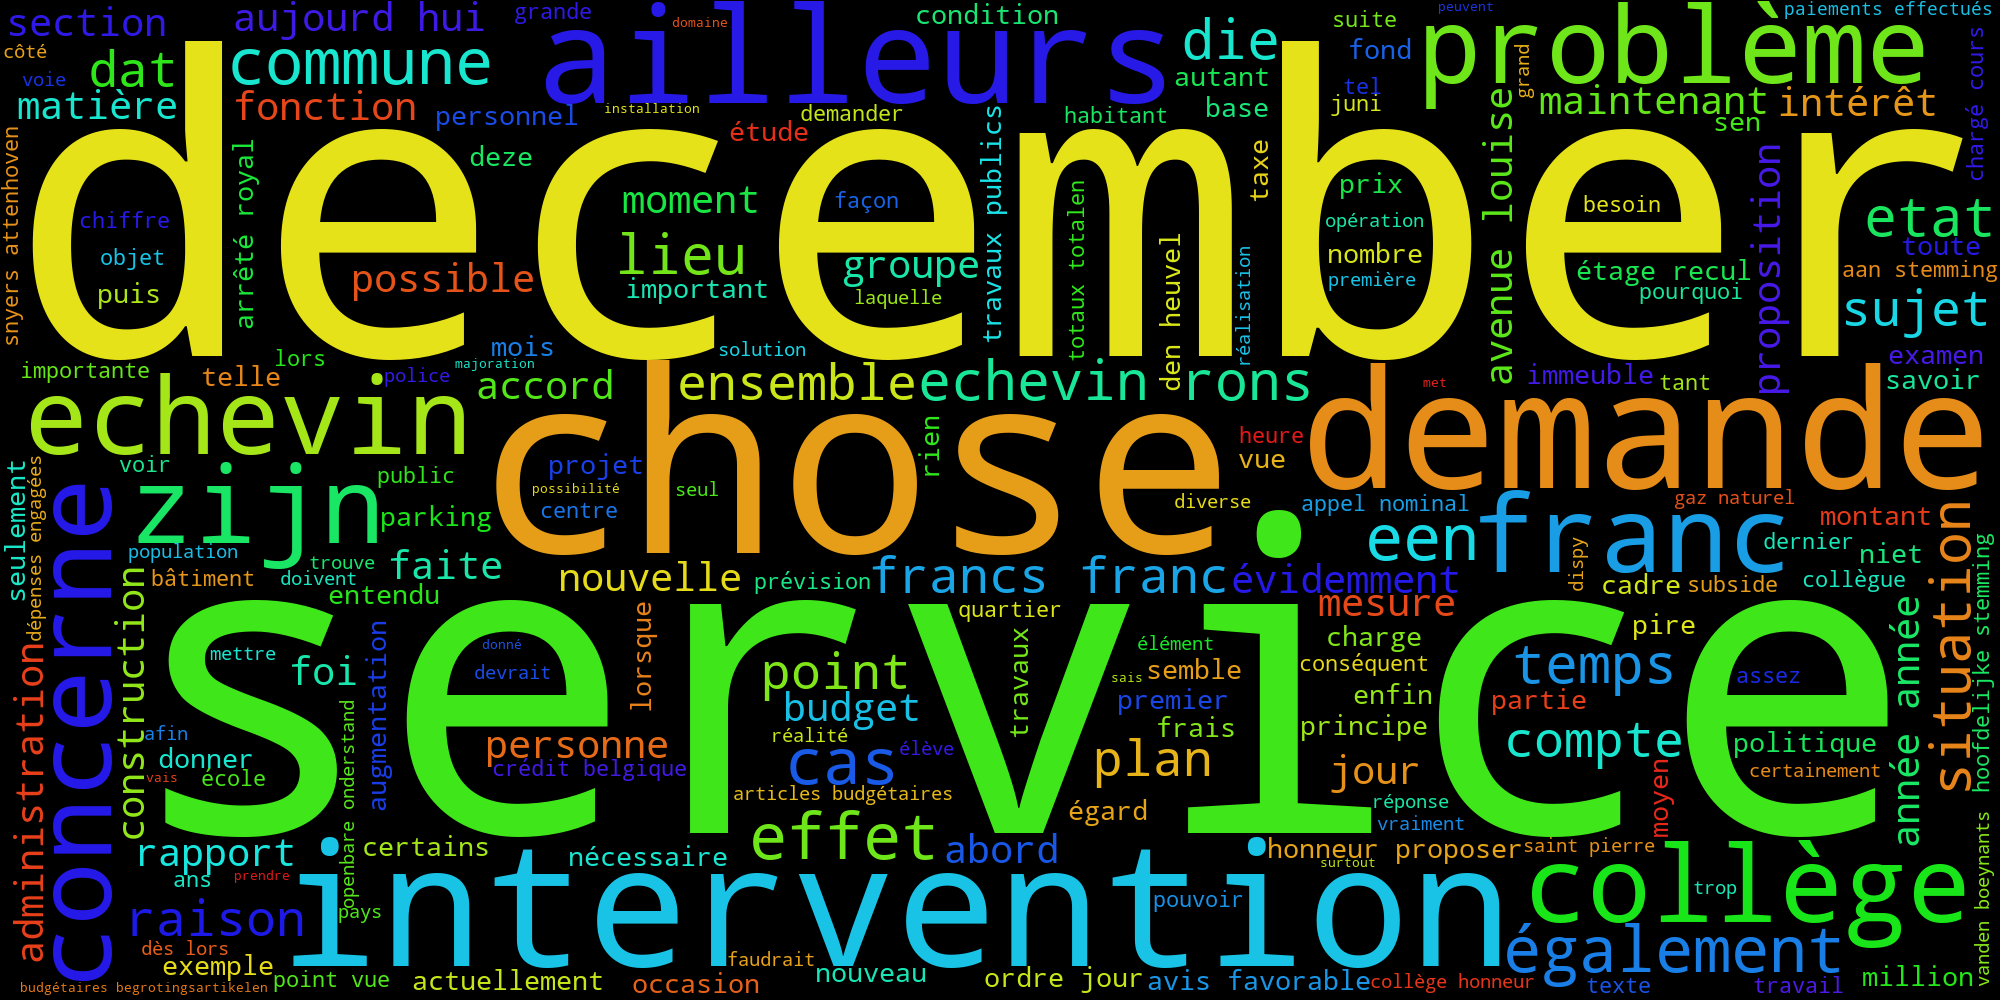 section
aujourd hui
grande
ailleurs
domaine
condition
die
suite
problème
peuvent
paiements effectués
côté
voie
dat
commune
autant
fond
grand
matière
fonction
personnel
installation
demander
étude
habitant
base
tel
juni
maintenant
intérêt
sen
chargé cours
december
snyers attenhoven
arrêté royal
deze
travaux publics
taxe
avenue louise
proposition
chiffre
objet
puis
moment
façon
prix
opération
besoin
etat
toute
possible
lieu
important
groupe
laquelle
totaux totalen
den heuvel
réalisation
nombre
première
étage recul
pourquoi
aan stemming
sujet
importante
lors
mois
majoration
solution
telle
police
accord
ensemble
echevin rons
met
immeuble
tant
examen
savoir
echevin
chose
demande
rien
heure
vue
voir
public
projet
possibilité
seul
centre
diverse
appel nominal
gaz naturel
montant
seulement
dépenses engagées
concerne
zijn
parking
een
franc
dernier
niet
situation
population
trouve
bâtiment
doivent
faite
entendu
nouvelle
prévision
francs franc
évidemment
dispy
cadre
subside
collègue
hoofdelijke stemming
administration
construction
service
quartier
mesure
charge
pire
mettre
foi
augmentation
donné
devrait
lorsque
point
travaux
élément
sais
semble
conséquent
temps
assez
année année
budget
premier
enfin
partie
afin
donner
vais
école
openbare onderstand
personne
crédit belgique
réalité
cas
élève
frais
plan
principe
compte
politique
certainement
jour
articles budgétaires
égard
réponse
vraiment
moyen
rapport
certains
nécessaire
effet
abord
honneur proposer
surtout
saint pierre
vanden boeynants
ans
prendre
intervention
pouvoir
collège
trop
raison
pays
dès lors
exemple
point vue
actuellement
occasion
faudrait
nouveau
ordre jour
avis favorable
collège honneur
également
texte
travail
million
budgétaires begrotingsartikelen